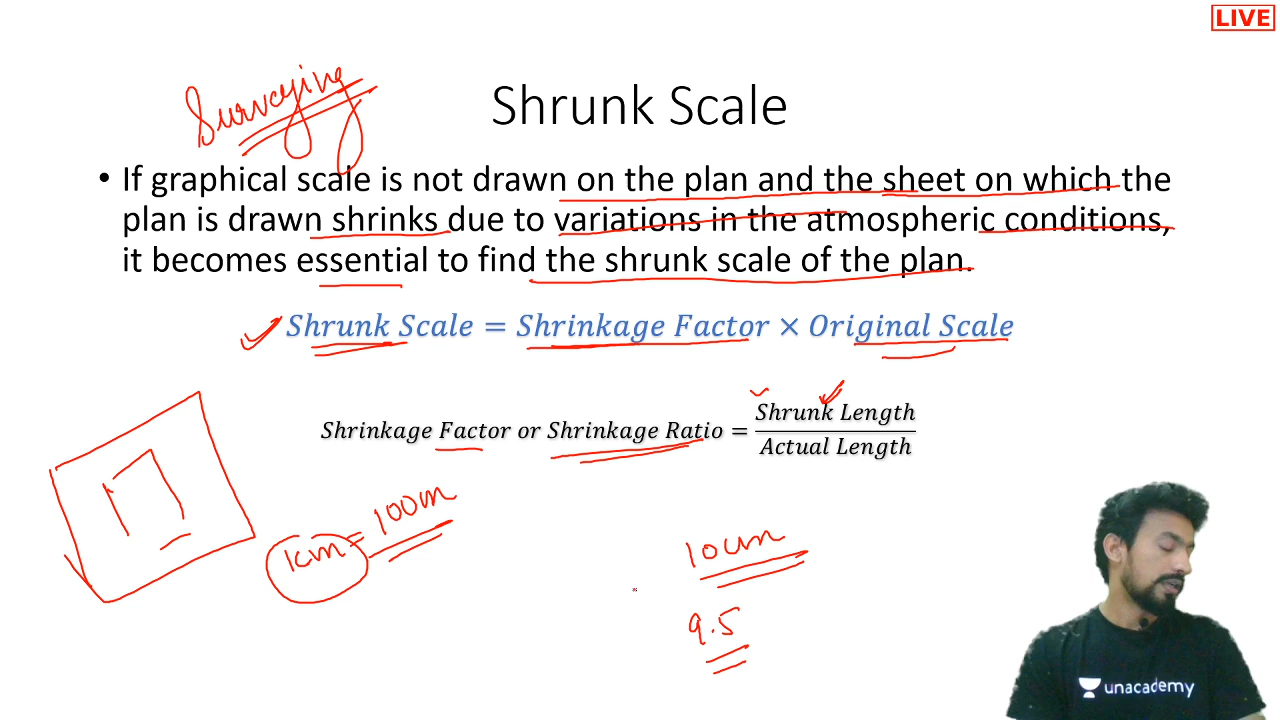 LIVE
Surveying
Shrunk Scale
• If graphical scale is not drawn on the plan and the sheet on which the
plan is drawn shrinks due to variations in the atmospheric conditions,
it becomes essential to find the shrunk scale of the plan.
Shrunk Scale = Shrinkage Factor × Original Scale
Shrinkage Factor or Shrinkage Ratio = Shrunk Length / Actual Length
1cm = 100m
10cm
9.5
unacademy